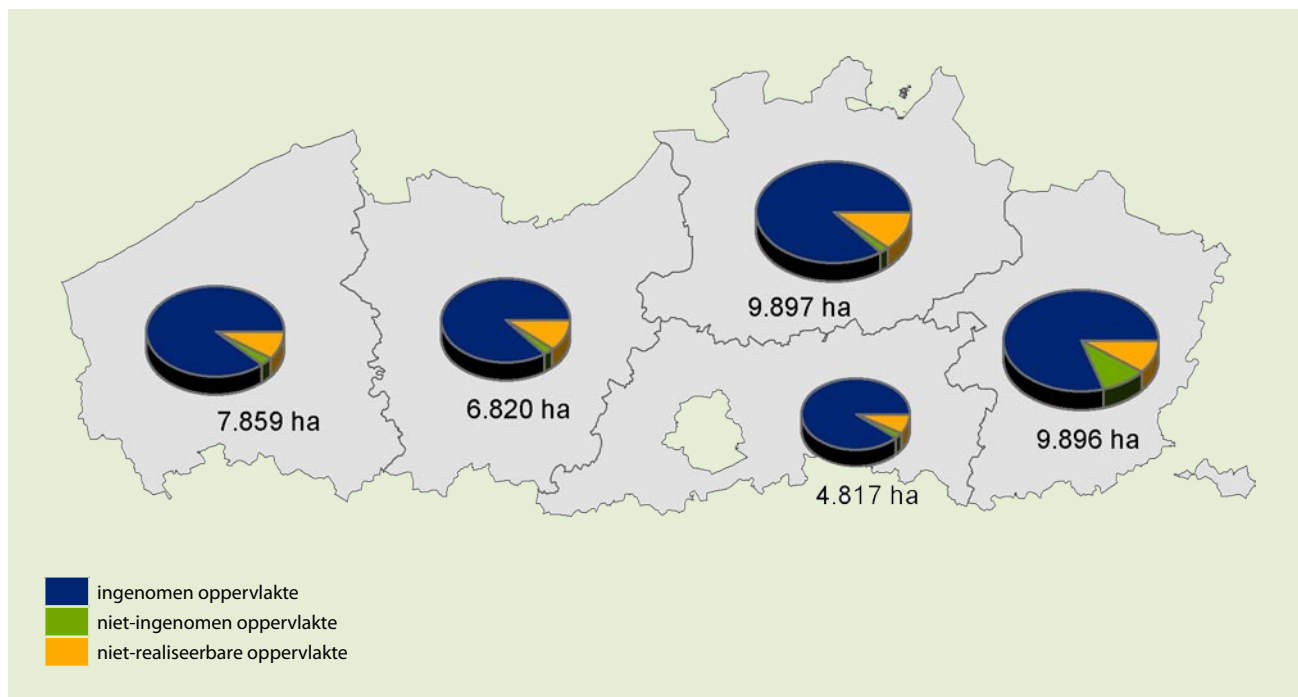 9.897 ha
7.859 ha
6.820 ha
9.896 ha
4.817 ha
ingenomen oppervlakte
niet-ingenomen oppervlakte
niet-realiseerbare oppervlakte